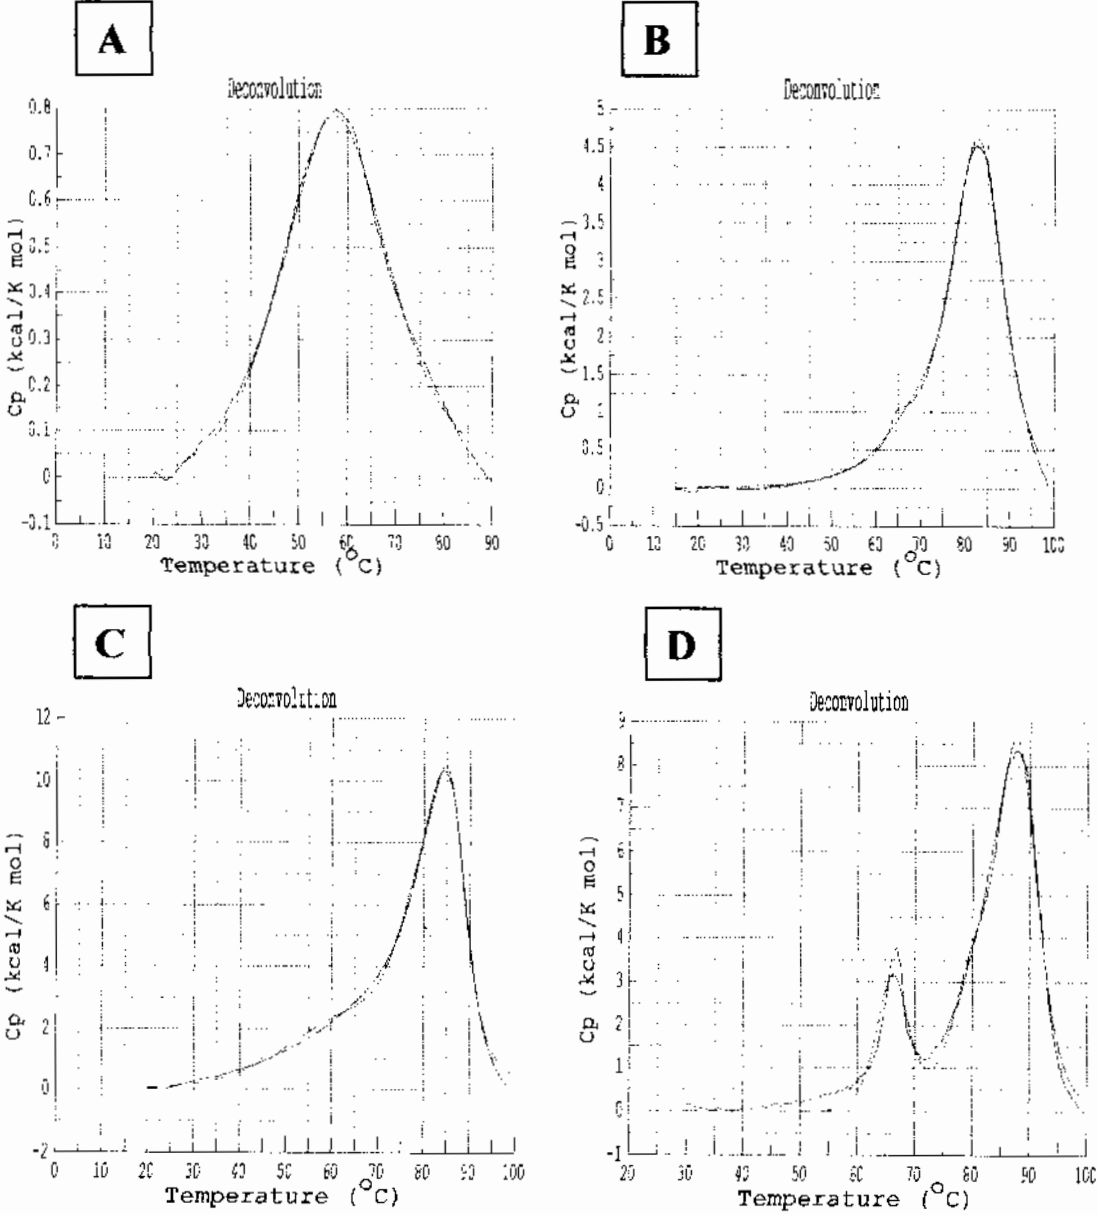 A
Deconvolution
0.8
0.7
0.6
0.5
0.4
0.3
0.2
0.1
0
-0.1
Cp (kcal/K mol)
0 10 20 30 40 50 60 70 80 90
Temperature (°C)
B
Deconvolution
5
4.5
4
3.5
3
2.5
2
1.5
1
0.5
0
-0.5
Cp (kcal/K mol)
0 10 20 30 40 50 60 70 80 90 100
Temperature (°C)
C
Deconvolution
12
10
8
6
4
2
0
-2
Cp (kcal/K mol)
0 10 20 30 40 50 60 70 80 90 100
Temperature (°C)
D
Deconvolution
9
8
7
6
5
4
3
2
1
0
-1
Cp (kcal/K mol)
20 30 40 50 60 70 80 90 100
Temperature (°C)